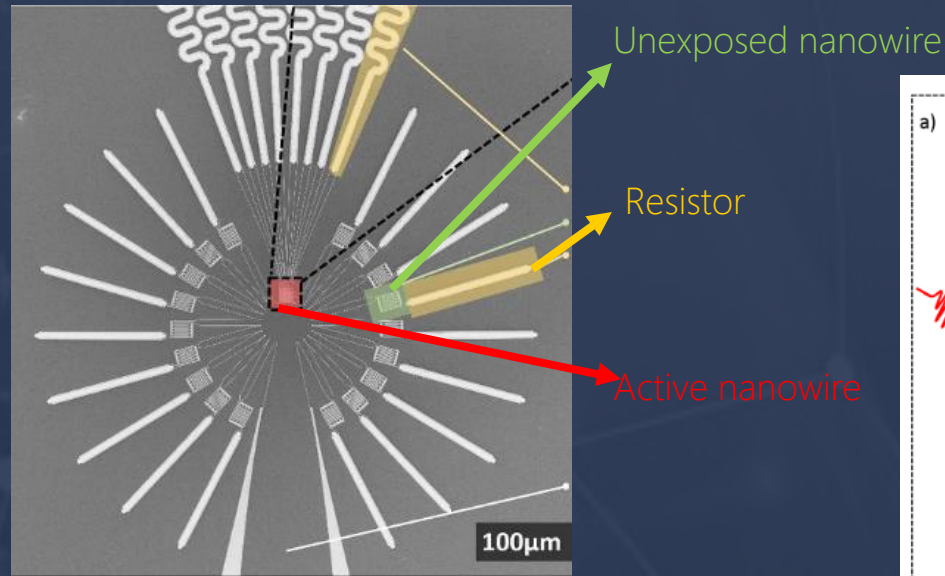 Unexposed nanowire
a)
Resistor
Active nanowire
100μm